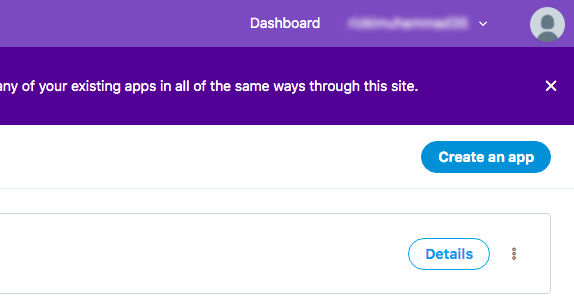 Dashboard
any of your existing apps in all of the same ways through this site.
Create an app
Details